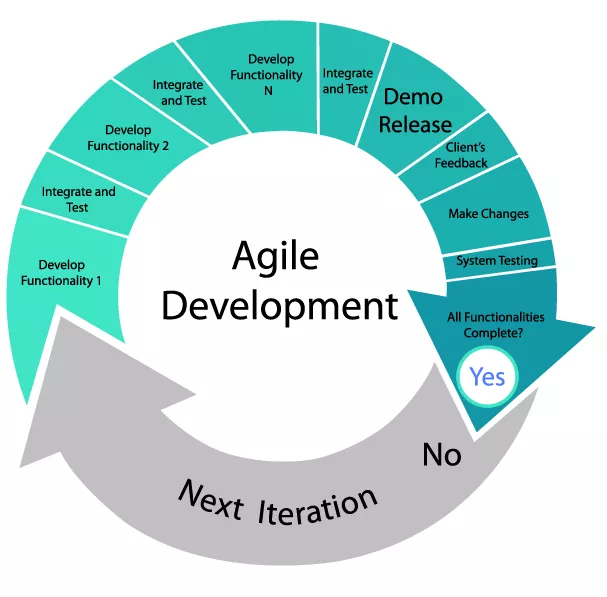 Develop
Functionality 1
Integrate and
Test
Develop
Functionality 2
Integrate
and Test
Develop
Functionality
N
Integrate
and Test
Demo
Release
Client's
Feedback
Make Changes
System Testing
All Functionalities
Complete?
Yes
No
Next Iteration
Agile
Development